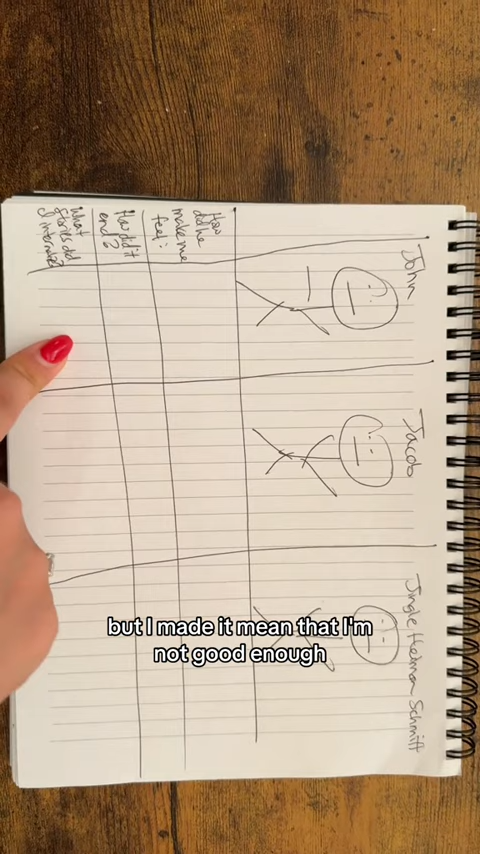 John
Jacob
Jingle Heimer Schmitt
How
did he
make me
feel?
How did it
end?
What
stories did
I internalize?
but I made it mean that I'm
not good enough